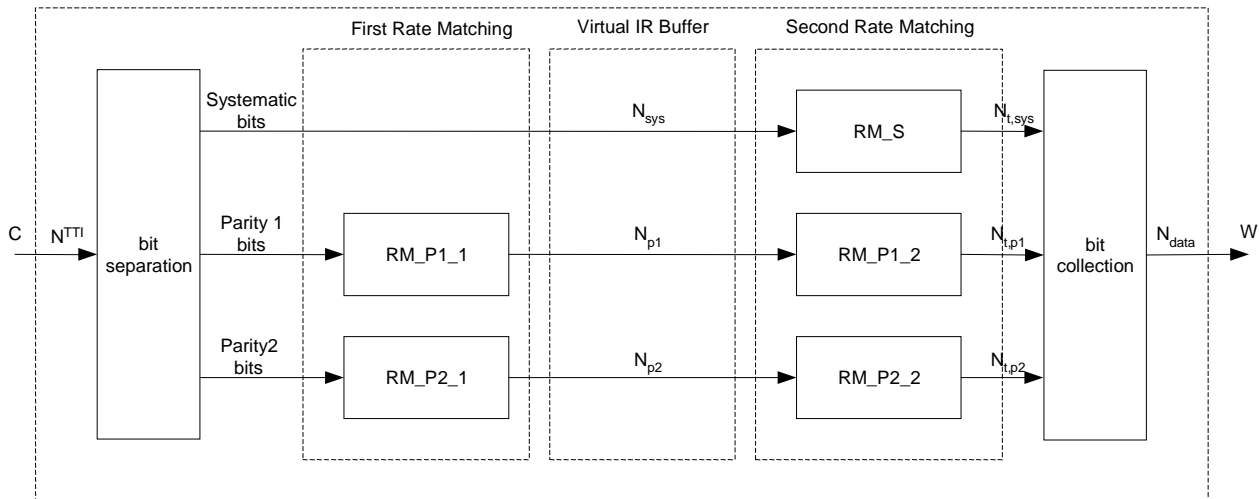 First Rate Matching
Virtual IR Buffer
Second Rate Matching
Systematic
bits
N_sys
RM_S
N_t,sys
C
N^TTI
bit
separation
Parity 1
bits
RM_P1_1
N_p1
RM_P1_2
N_t,p1
bit
collection
N_data
W
Parity2
bits
RM_P2_1
N_p2
RM_P2_2
N_t,p2